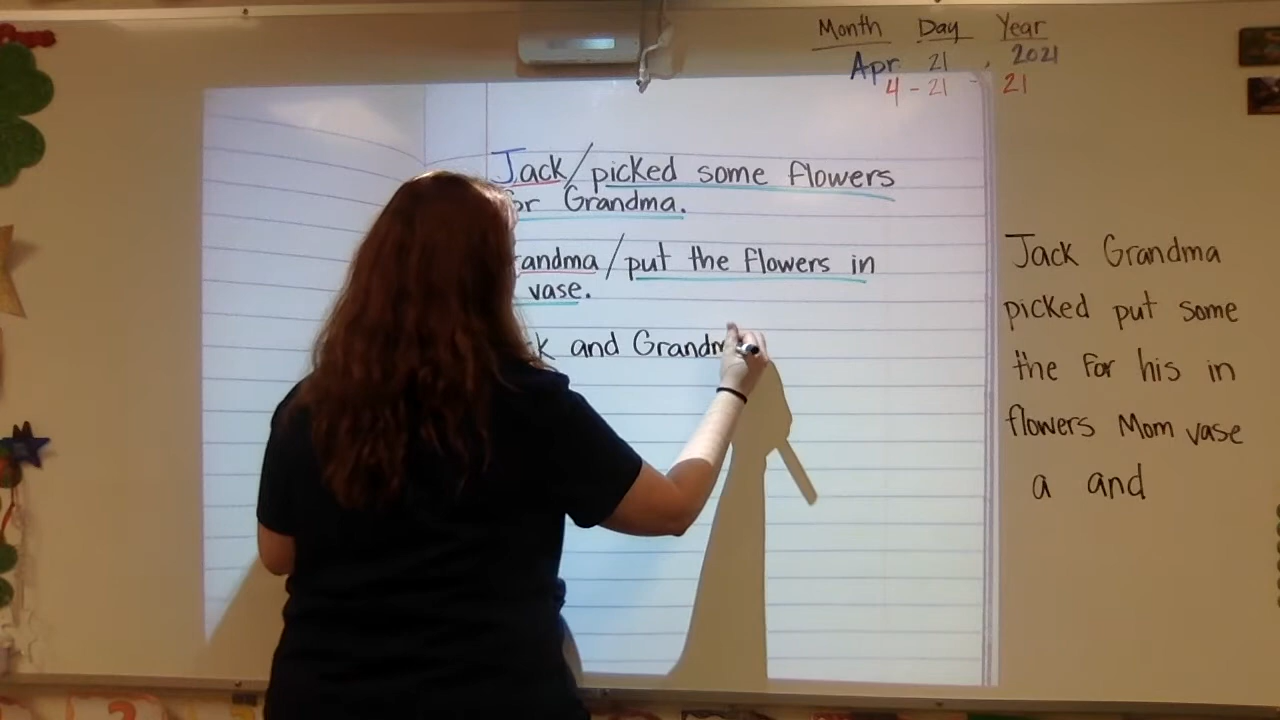 Month Day Year
Apr 21, 2021
4-21-21
Jack/picked some flowers
Grandma.
/put the flowers in
vase.
and
Jack Grandma
picked put some
the for his in
flowers Mom vase
a and